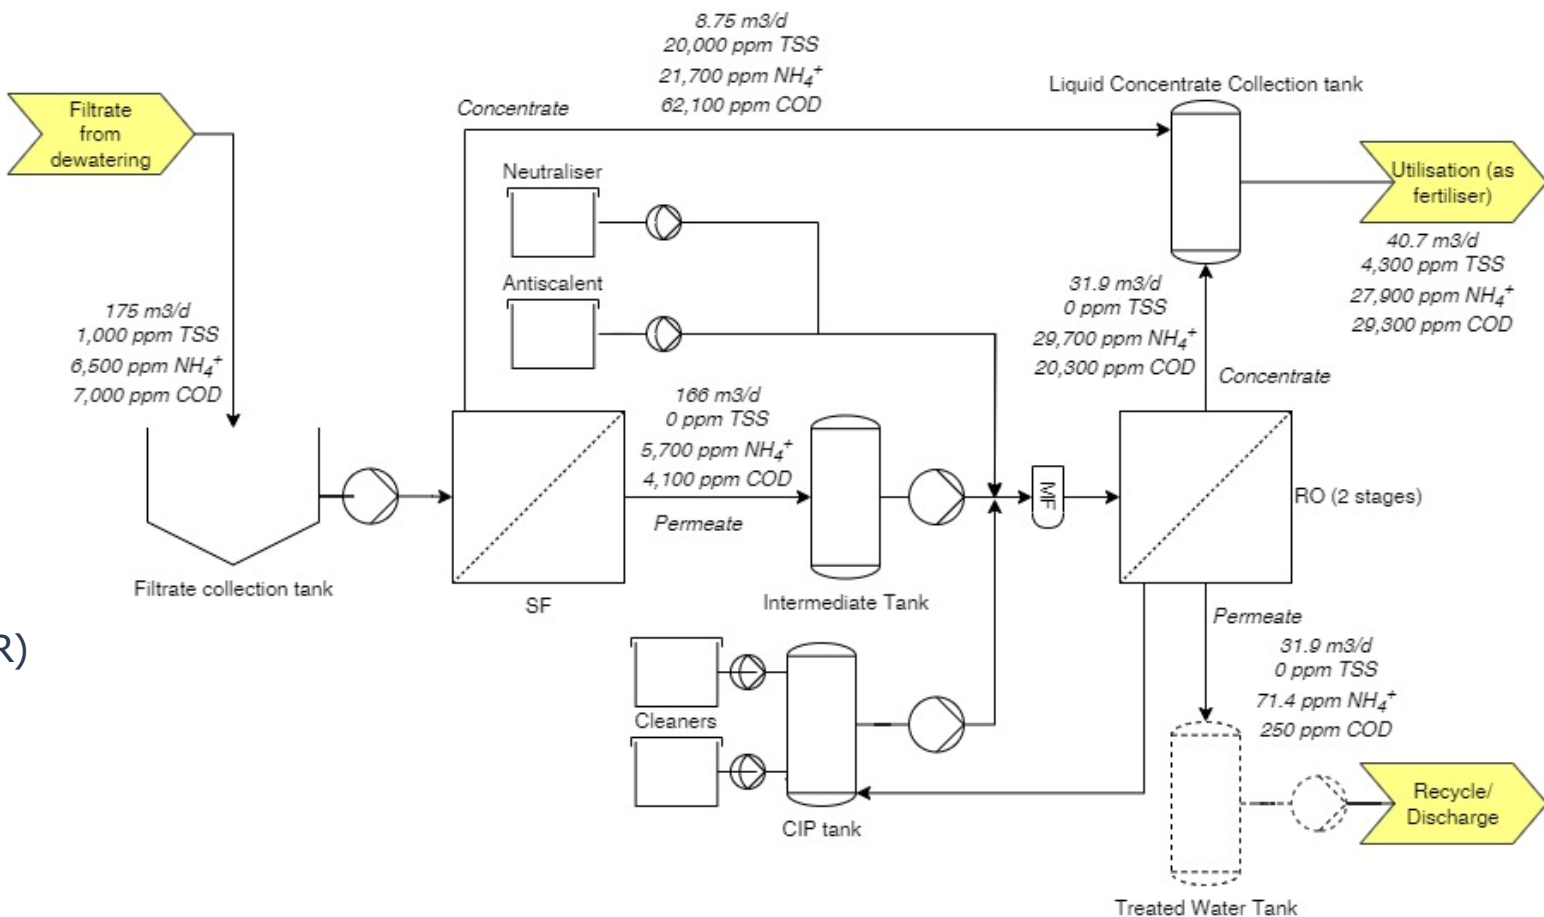 8.75 m3/d
20,000 ppm TSS
21,700 ppm NH₄⁺
62,100 ppm COD
Concentrate
Liquid Concentrate Collection tank
Filtrate
from
dewatering
Neutraliser
Utilisation (as
fertiliser)
40.7 m3/d
4,300 ppm TSS
27,900 ppm NH₄⁺
29,300 ppm COD
Antiscalent
31.9 m3/d
0 ppm TSS
29,700 ppm NH₄⁺
20,300 ppm COD
Concentrate
175 m3/d
1,000 ppm TSS
6,500 ppm NH₄⁺
7,000 ppm COD
166 m3/d
0 ppm TSS
5,700 ppm NH₄⁺
4,100 ppm COD
Permeate
MF
RO (2 stages)
Filtrate collection tank
SF
Intermediate Tank
R)
Permeate
31.9 m3/d
0 ppm TSS
71.4 ppm NH₄⁺
250 ppm COD
Cleaners
CIP tank
Recycle/
Discharge
Treated Water Tank